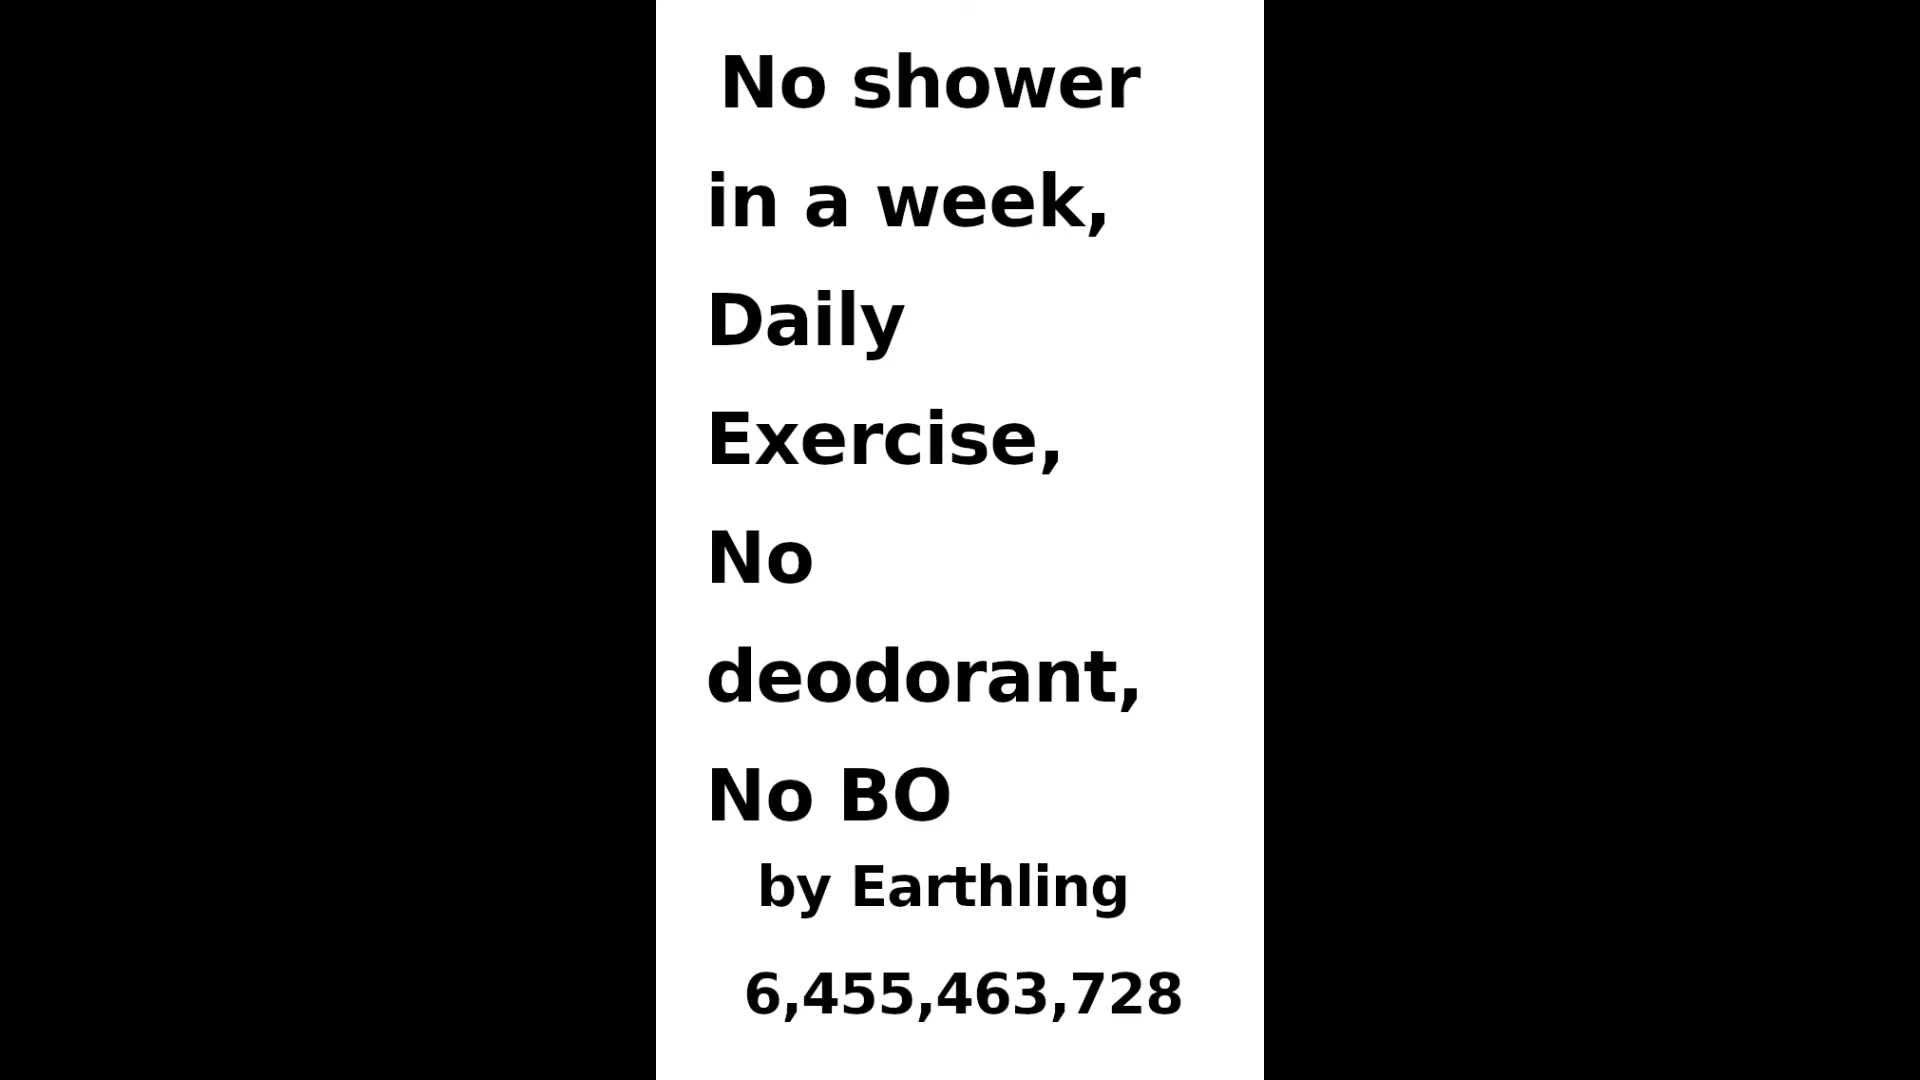 No shower
in a week,
Daily
Exercise,
No
deodorant,
No BO
by Earthling
6,455,463,728